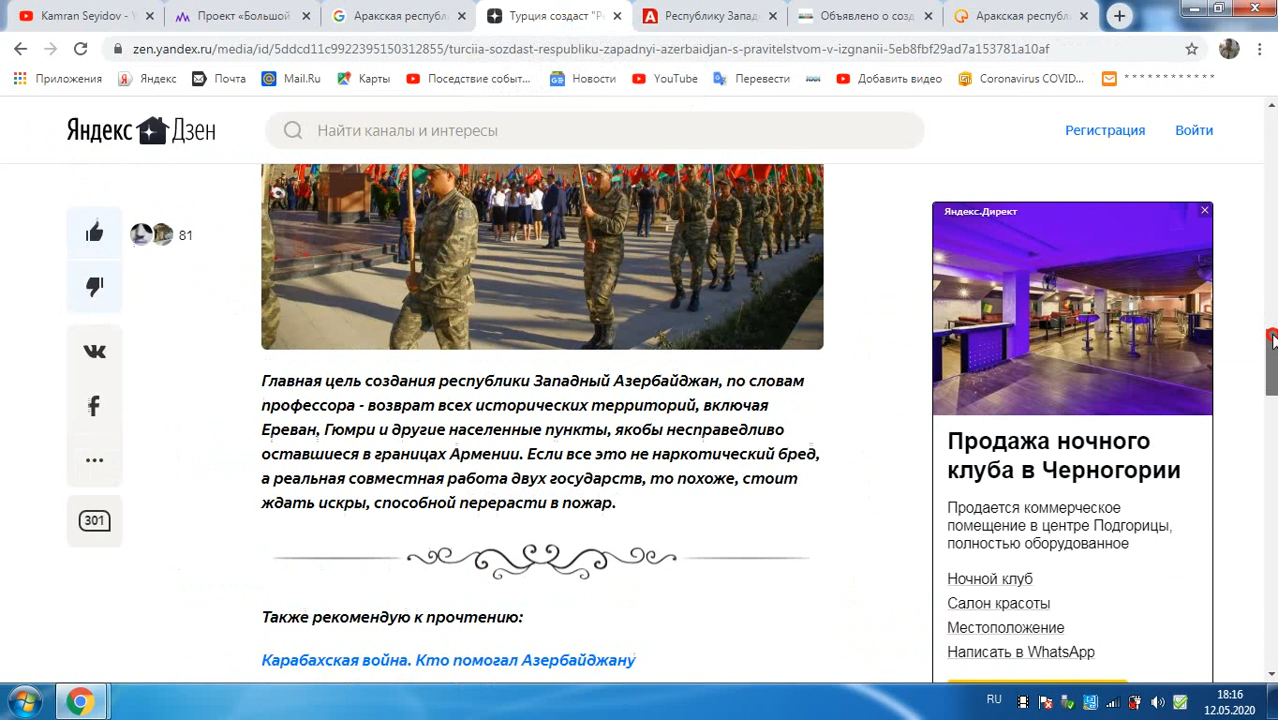 Kamran Seyidov -
Проект «Большой
Аракская республ
Турция создаст "Р
Республику Запад
Объявлено о созд
Аракская республ
zen.yandex.ru/media/id/5ddcd11c9922395150312855/turciia-sozdast-respubliku-zapadnyi-azerbaidjan-s-pravitelstvom-v-izgnanii-5eb8fbf29ad7a153781a10af
Приложения
Яндекс
Почта
Mail.Ru
Карты
Поседствие событ...
Новости
YouTube
Перевести
Добавить видео
Coronavirus COVID...
* * * * * * * * * * * *
Яндекс Дзен
Найти каналы и интересы
Регистрация
Войти
81
301
Главная цель создания республики Западный Азербайджан, по словам
профессора - возврат всех исторических территорий, включая
Ереван, Гюмри и другие населенные пункты, якобы несправедливо
оставшиеся в границах Армении. Если все это не наркотический бред,
а реальная совместная работа двух государств, то похоже, стоит
ждать искры, способной перерасти в пожар.
Также рекомендую к прочтению:
Карабахская война. Кто помогал Азербайджану
Яндекс.Директ
Продажа ночного
клуба в Черногории
Продается коммерческое
помещение в центре Подгорицы,
полностью оборудованное
Ночной клуб
Салон красоты
Местоположение
Написать в WhatsApp
RU
18:16
12.05.2020